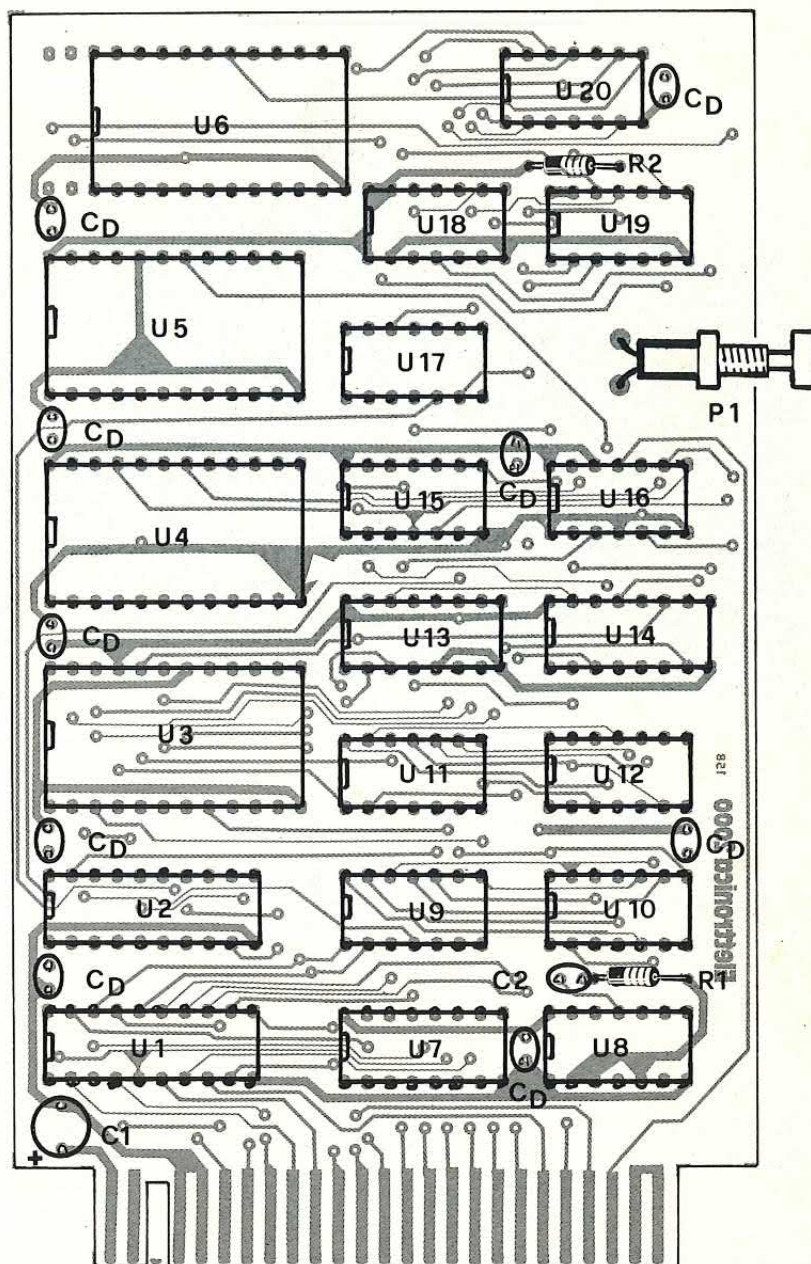 U6
U20
CD
R2
CD
U18
U19
U5
U17
P1
CD
CD
U15
U16
U4
CD
U13
U14
U3
U11
U12
CD
CD
U2
U9
U10
Elettronica 2000
158
CD
C2
R1
U1
U7
U8
CD
C1
+